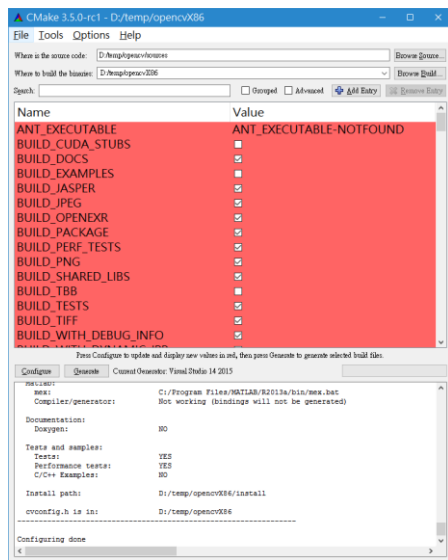 CMake 3.5.0-rc1 - D:/temp/opencvX86
File Tools Options Help
Where is the source code: D:/temp/opencv/sources Browse Source...
Where to build the binaries: D:/temp/opencvX86 Browse Build...
Search: Grouped Advanced Add Entry Remove Entry
Name Value
ANT_EXECUTABLE ANT_EXECUTABLE-NOTFOUND
BUILD_CUDA_STUBS
BUILD_DOCS
BUILD_EXAMPLES
BUILD_JASPER
BUILD_JPEG
BUILD_OPENEXR
BUILD_PACKAGE
BUILD_PERF_TESTS
BUILD_PNG
BUILD_SHARED_LIBS
BUILD_TBB
BUILD_TESTS
BUILD_TIFF
BUILD_WITH_DEBUG_INFO
Press Configure to update and display new values in red, then press Generate to generate selected build files.
Configure Generate Current Generator: Visual Studio 14 2015
Matlab:
mex: C:/Program Files/MATLAB/R2013a/bin/mex.bat
Compiler/generator: Not working (bindings will not be generated)
Documentation:
Doxygen: NO
Tests and samples:
Tests: YES
Performance tests: YES
C/C++ Examples: NO
Install path: D:/temp/opencvX86/install
cvconfig.h is in: D:/temp/opencvX86
-----------------------------------------------------------------
Configuring done